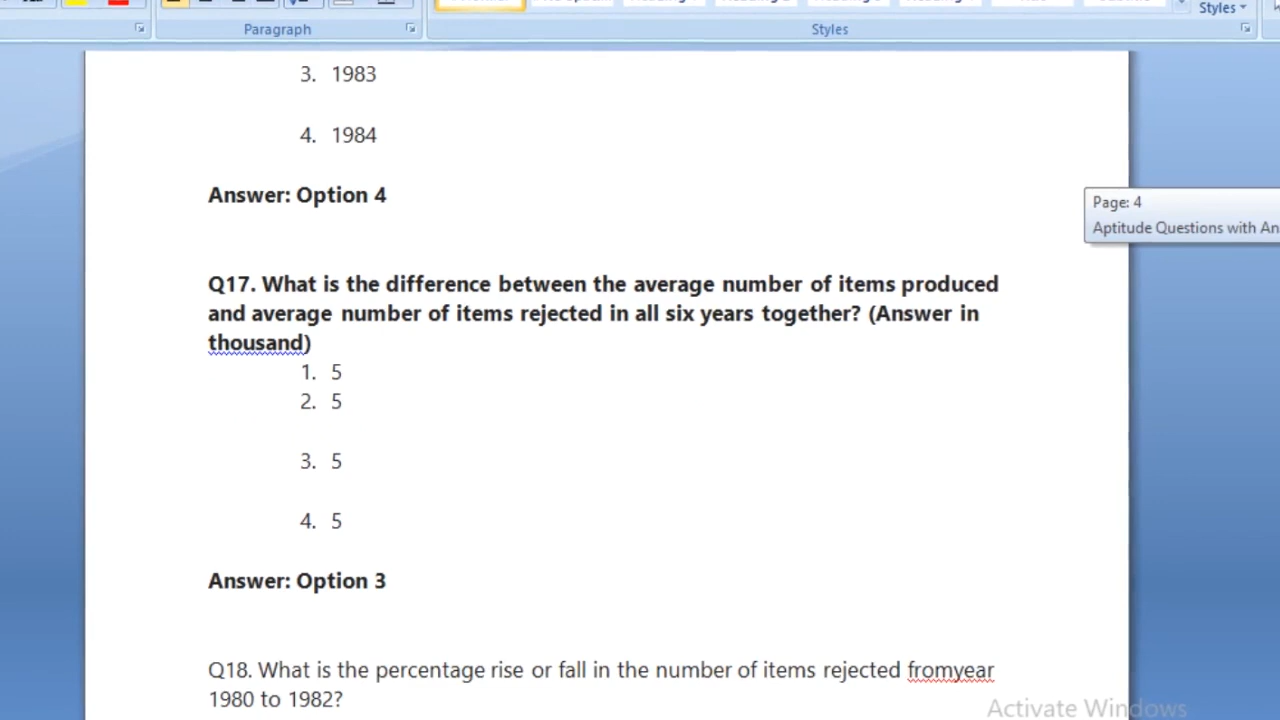 Paragraph
Styles
Styles
3. 1983
4. 1984
Answer: Option 4
Page: 4
Aptitude Questions with An
Q17. What is the difference between the average number of items produced
and average number of items rejected in all six years together? (Answer in
thousand)
1. 5
2. 5
3. 5
4. 5
Answer: Option 3
Q18. What is the percentage rise or fall in the number of items rejected fromyear
1980 to 1982?
Activate Windows